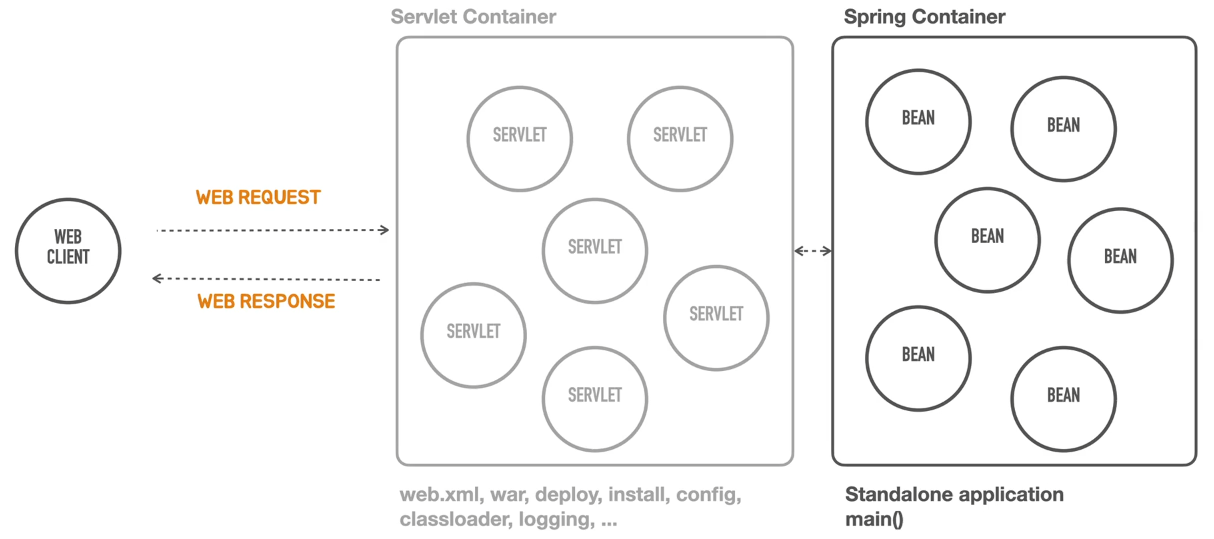 Servlet Container
Spring Container
SERVLET
SERVLET
BEAN
BEAN
WEB REQUEST
WEB
CLIENT
SERVLET
BEAN
BEAN
WEB RESPONSE
SERVLET
SERVLET
BEAN
SERVLET
BEAN
web.xml, war, deploy, install, config,
classloader, logging, ...
Standalone application
main()